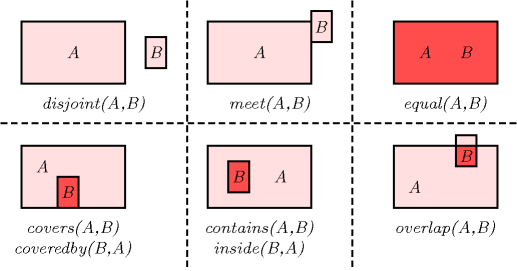 A B
disjoint(A,B)
A B
meet(A,B)
A B
equal(A,B)
A
B
covers(A,B)
coveredby(B,A)
B A
contains(A,B)
inside(B,A)
B
A
overlap(A,B)